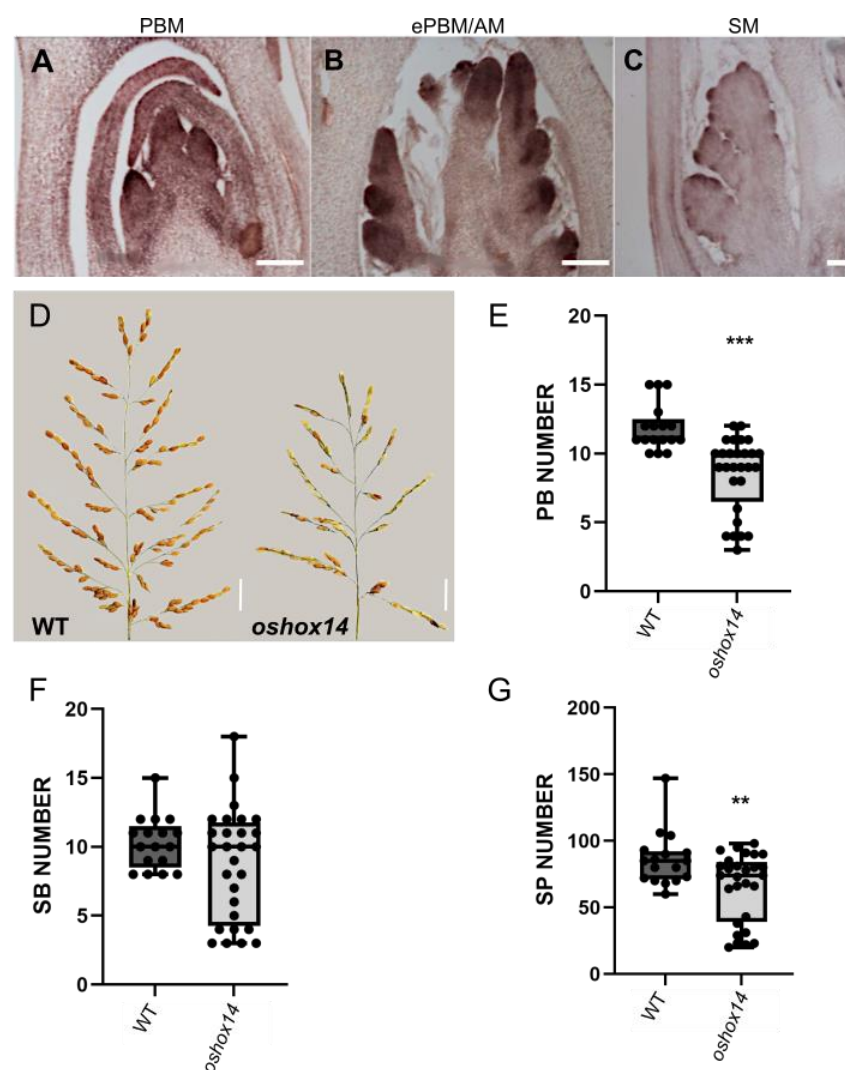 PBM ePBM/AM SM
A B C
D
WT oshox14
E
PB NUMBER
20
15
10
5
0
***
WT oshox14
F
SB NUMBER
20
15
10
5
0
WT oshox14
G
SP NUMBER
200
150
100
50
0
**
WT oshox14